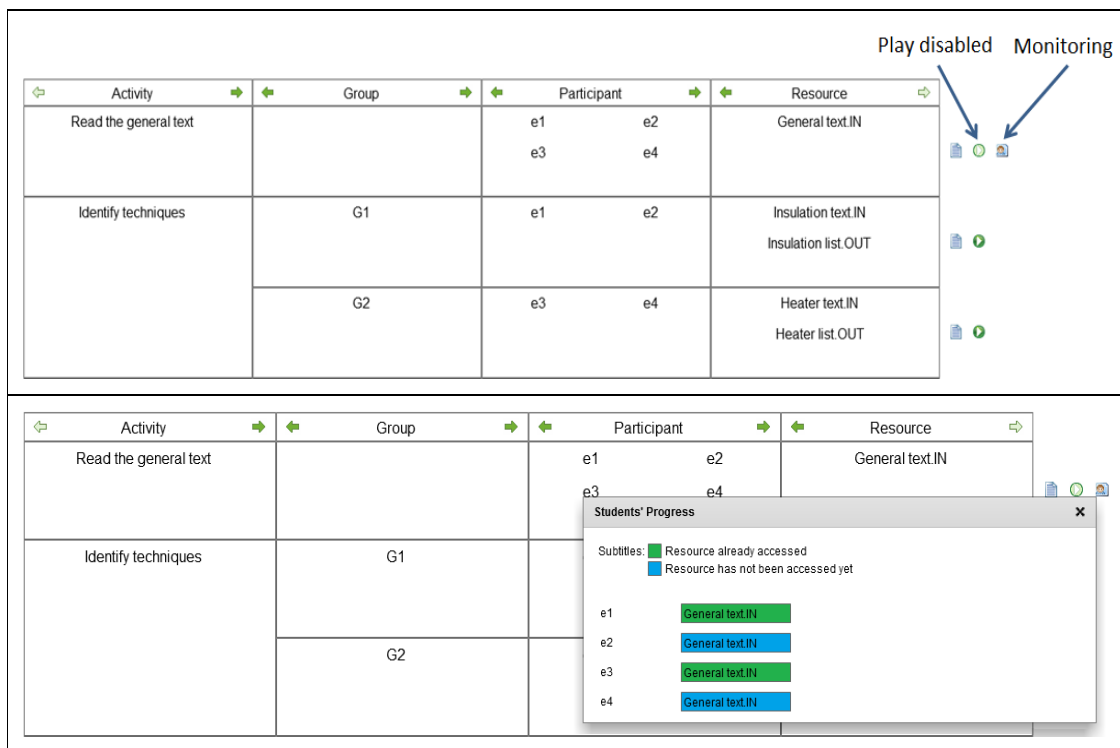 Play disabled Monitoring
Activity Group Participant Resource
Read the general text e1 e2 General text.IN
e3 e4
Identify techniques G1 e1 e2 Insulation text.IN
Insulation list.OUT
G2 e3 e4 Heater text.IN
Heater list.OUT
Activity Group Participant Resource
Read the general text e1 e2 General text.IN
e3 e4
Students' Progress x
Identify techniques G1
Subtitles: Resource already accessed
Resource has not been accessed yet
e1 General text.IN
e2 General text.IN
G2
e3 General text.IN
e4 General text.IN